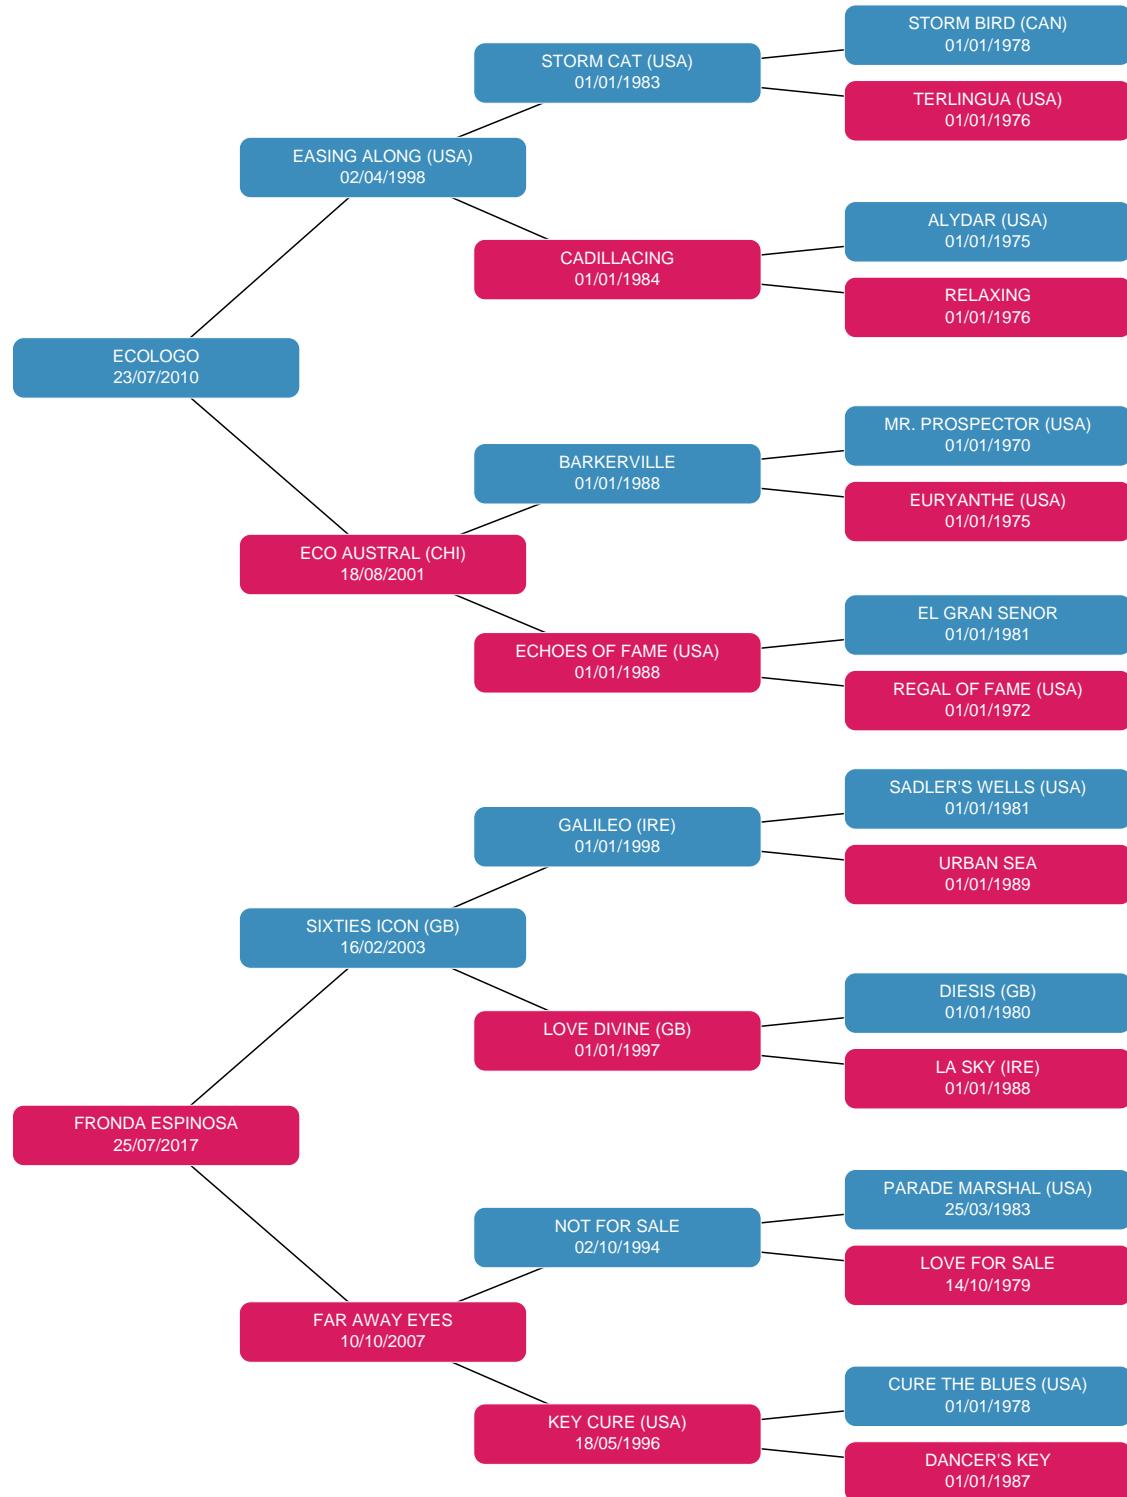 STORM BIRD (CAN)
01/01/1978
STORM CAT (USA)
01/01/1983
TERLINGUA (USA)
01/01/1976
EASING ALONG (USA)
02/04/1998
ALYDAR (USA)
01/01/1975
CADILLACING
01/01/1984
RELAXING
01/01/1976
ECOLOGO
23/07/2010
MR. PROSPECTOR (USA)
01/01/1970
BARKERVILLE
01/01/1988
EURYANTHE (USA)
01/01/1975
ECO AUSTRAL (CHI)
18/08/2001
EL GRAN SENOR
01/01/1981
ECHOES OF FAME (USA)
01/01/1988
REGAL OF FAME (USA)
01/01/1972
SADLER'S WELLS (USA)
01/01/1981
GALILEO (IRE)
01/01/1998
URBAN SEA
01/01/1989
SIXTIES ICON (GB)
16/02/2003
DIESIS (GB)
01/01/1980
LOVE DIVINE (GB)
01/01/1997
LA SKY (IRE)
01/01/1988
FRONDA ESPINOSA
25/07/2017
PARADE MARSHAL (USA)
25/03/1983
NOT FOR SALE
02/10/1994
LOVE FOR SALE
14/10/1979
FAR AWAY EYES
10/10/2007
CURE THE BLUES (USA)
01/01/1978
KEY CURE (USA)
18/05/1996
DANCER'S KEY
01/01/1987